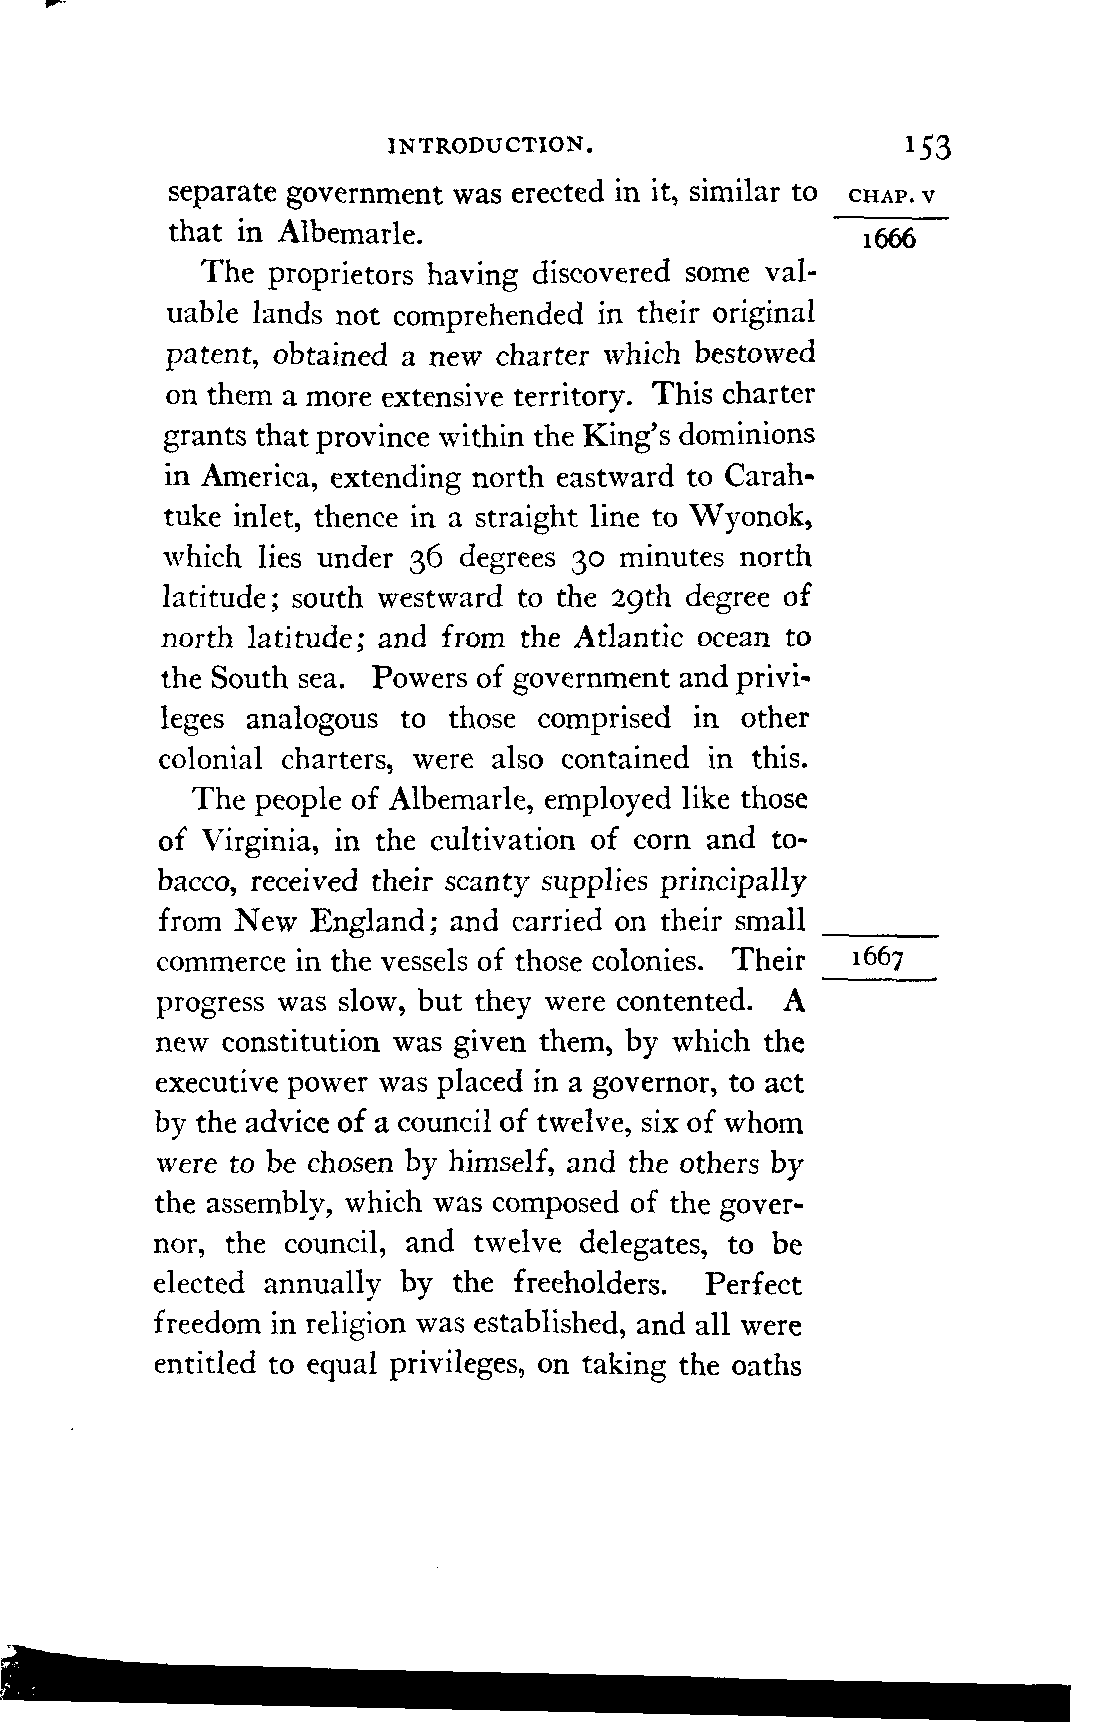 INTRODUCTION. 153
separate government was erected in it, similar to CHAP. V
that in Albemarle. 1666
The proprietors having discovered some val-
uable lands not comprehended in their original
patent, obtained a new charter which bestowed
on them a more extensive territory. This charter
grants that province within the King's dominions
in America, extending north eastward to Carah-
tuke inlet, thence in a straight line to Wyonok,
which lies under 36 degrees 30 minutes north
latitude; south westward to the 29th degree of
north latitude; and from the Atlantic ocean to
the South sea. Powers of government and privi-
leges analogous to those comprised in other
colonial charters, were also contained in this.
The people of Albemarle, employed like those
of Virginia, in the cultivation of corn and to-
bacco, received their scanty supplies principally
from New England; and carried on their small
commerce in the vessels of those colonies. Their 1667
progress was slow, but they were contented. A
new constitution was given them, by which the
executive power was placed in a governor, to act
by the advice of a council of twelve, six of whom
were to be chosen by himself, and the others by
the assembly, which was composed of the gover-
nor, the council, and twelve delegates, to be
elected annually by the freeholders. Perfect
freedom in religion was established, and all were
entitled to equal privileges, on taking the oaths